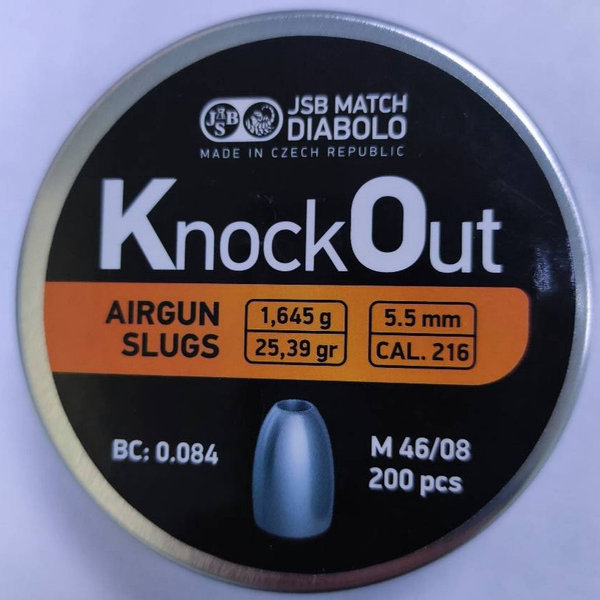 JSB
JSB MATCH
DIABOLO
MADE IN CZECH REPUBLIC
KnockOut
AIRGUN
SLUGS
1,645 g
25,39 gr
5.5 mm
CAL. 216
BC: 0.084
M 46/08
200 pcs